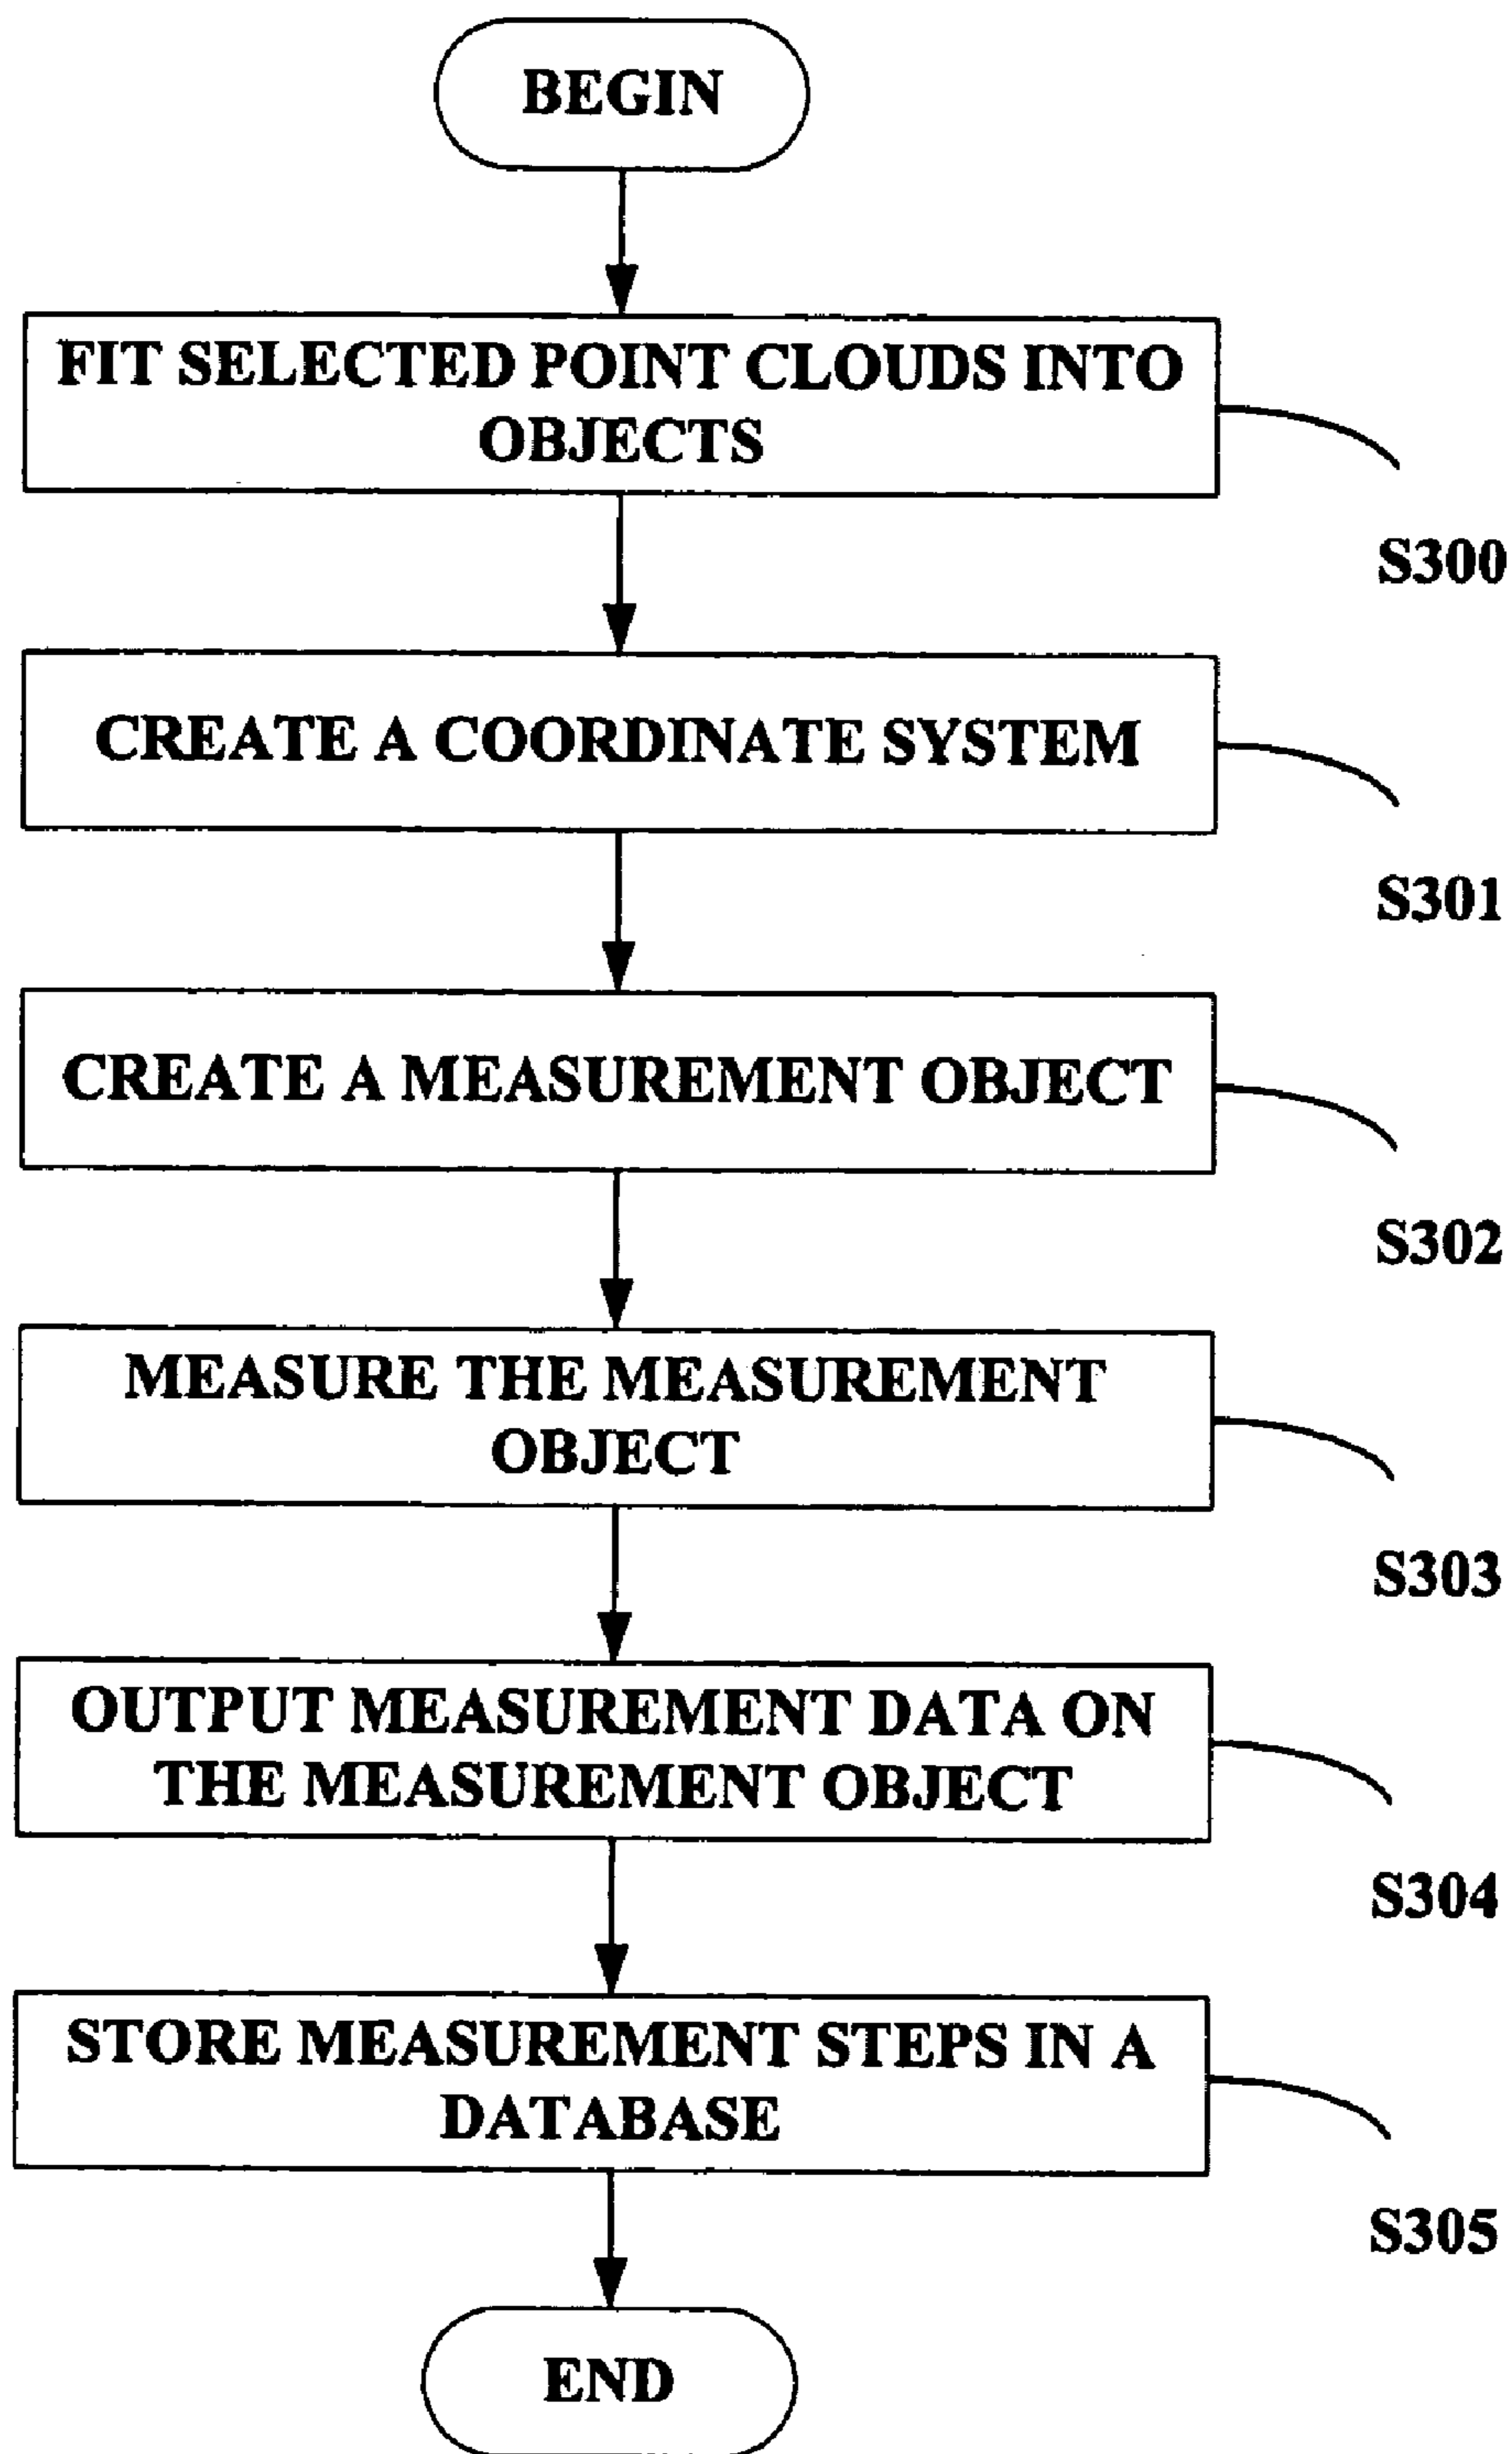 BEGIN
FIT SELECTED POINT CLOUDS INTO
OBJECTS
S300
CREATE A COORDINATE SYSTEM
S301
CREATE A MEASUREMENT OBJECT
S302
MEASURE THE MEASUREMENT
OBJECT
S303
OUTPUT MEASUREMENT DATA ON
THE MEASUREMENT OBJECT
S304
STORE MEASUREMENT STEPS IN A
DATABASE
S305
END